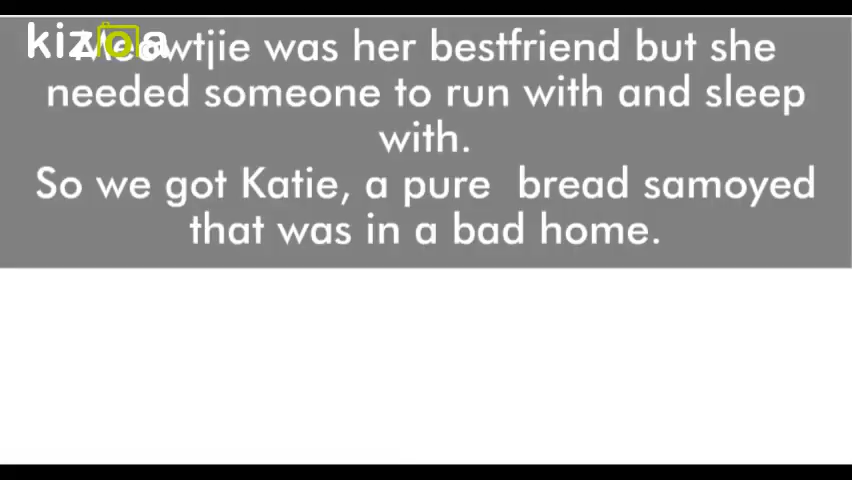 kizoa
Meowtjie was her bestfriend but she
needed someone to run with and sleep
with.
So we got Katie, a pure bread samoyed
that was in a bad home.